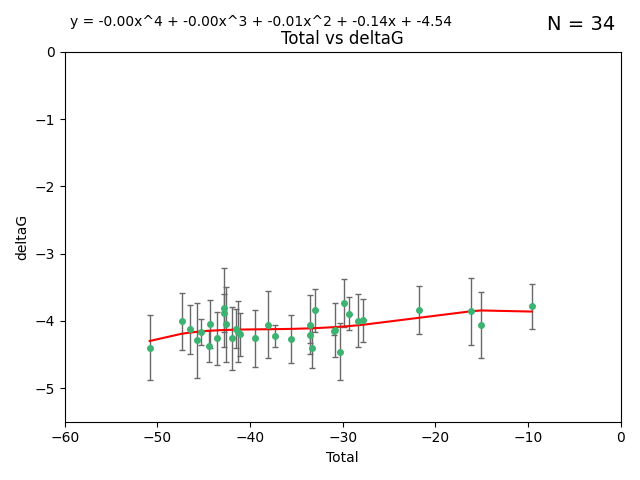 y = -0.00x^4 + -0.00x^3 + -0.01x^2 + -0.14x + -4.54
N = 34
Total vs deltaG
0
−1
−2
−3
−4
−5
deltaG
−60 −50 −40 −30 −20 −10 0
Total